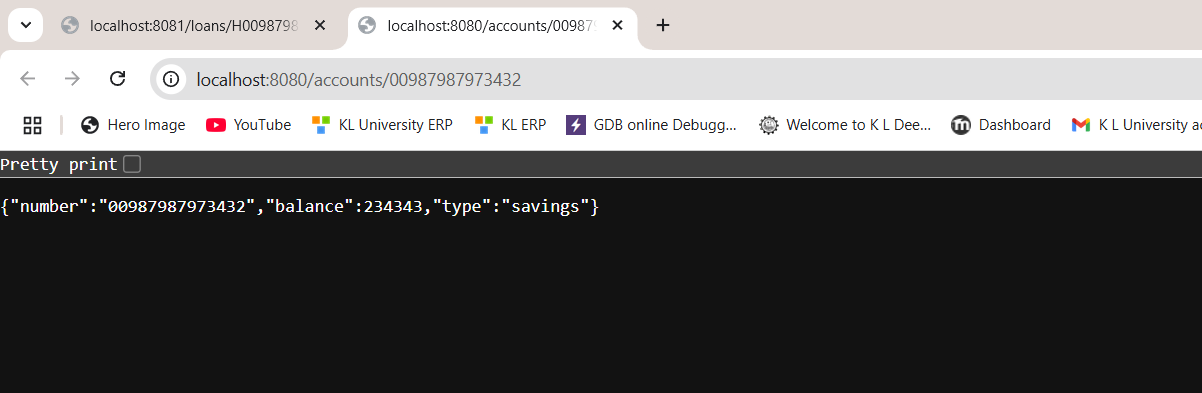 localhost:8081/loans/H0098798
localhost:8080/accounts/00987
localhost:8080/accounts/00987987973432
Hero Image YouTube KL University ERP KL ERP GDB online Debugg... Welcome to K L Dee... Dashboard K L University ac
Pretty print
{"number":"00987987973432","balance":234343,"type":"savings"}